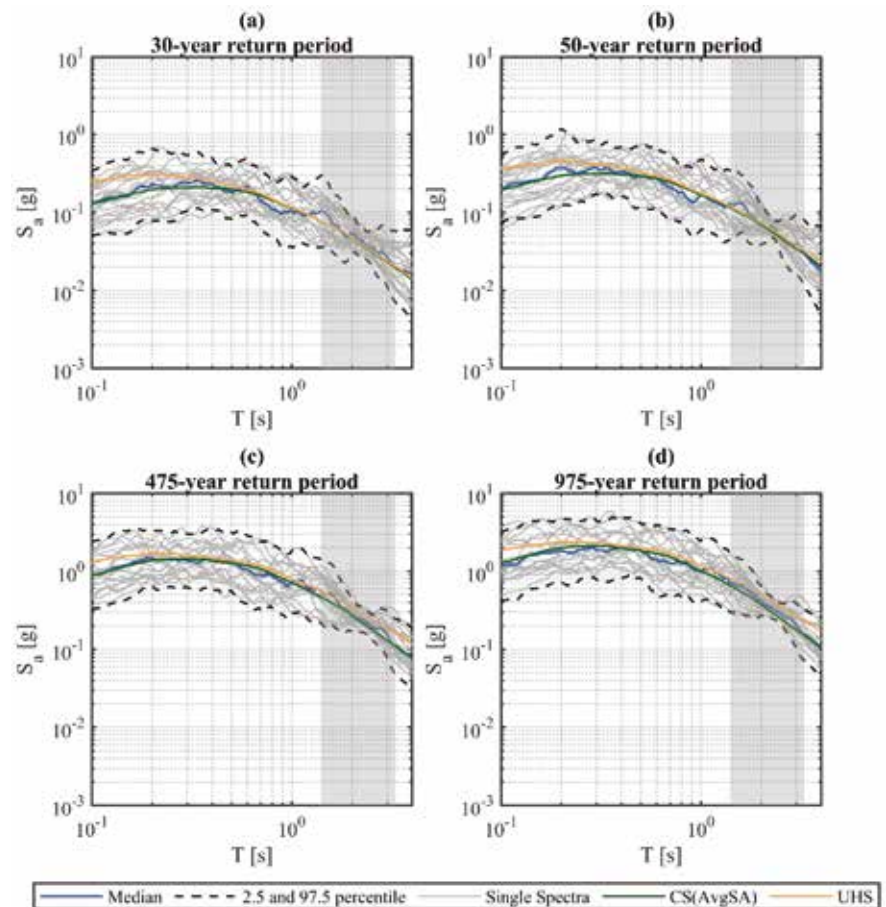 (a)
30-year return period
10^1
10^0
10^-1
10^-2
10^-3
S_a [g]
10^-1
10^0
T [s]
(b)
50-year return period
10^1
10^0
10^-1
10^-2
10^-3
S_a [g]
10^-1
10^0
T [s]
(c)
475-year return period
10^1
10^0
10^-1
10^-2
10^-3
S_a [g]
10^-1
10^0
T [s]
(d)
975-year return period
10^1
10^0
10^-1
10^-2
10^-3
S_a [g]
10^-1
10^0
T [s]
Median 2.5 and 97.5 percentile Single Spectra CS(AvgSA) UHS